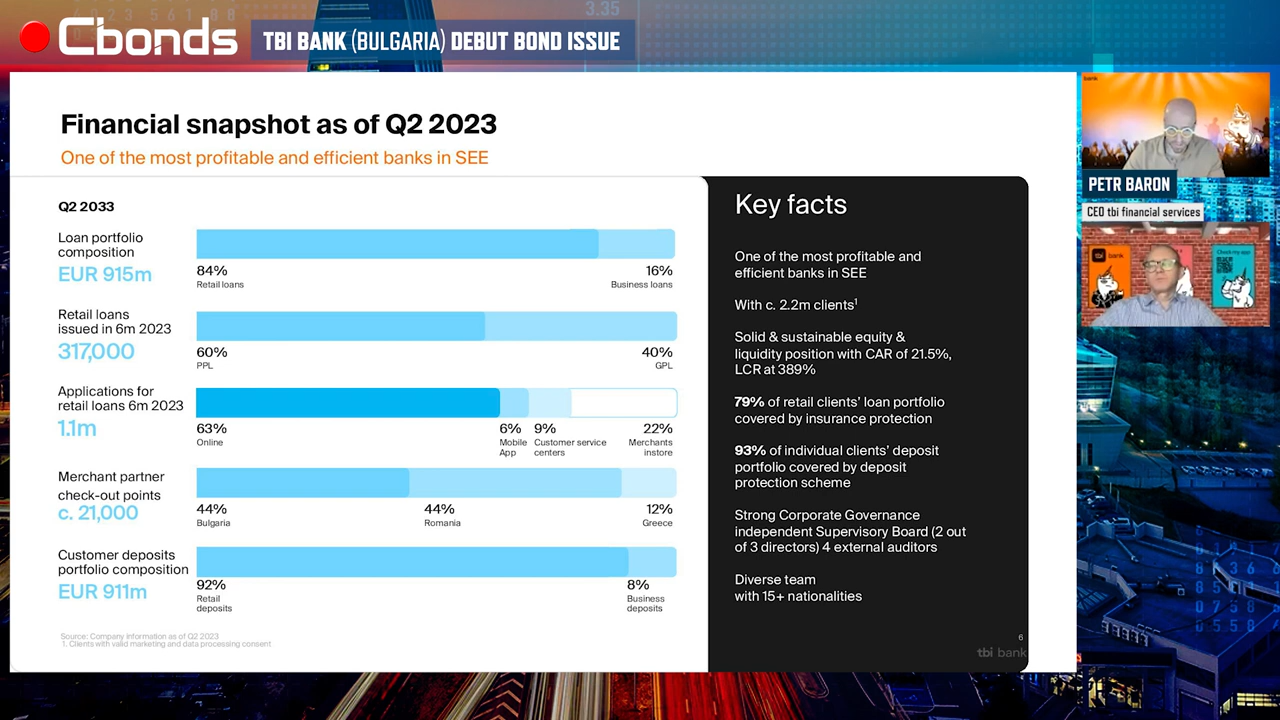 3.35
Cbonds
TBI BANK (BULGARIA) DEBUT BOND ISSUE
Financial snapshot as of Q2 2023
One of the most profitable and efficient banks in SEE
Q2 2033
Loan portfolio
composition
EUR 915m
84%
Retail loans
16%
Business loans
Retail loans
issued in 6m 2023
317,000
60%
PPL
40%
GPL
Applications for
retail loans 6m 2023
1.1m
63%
Online
6%
Mobile
App
9%
Customer service
centers
22%
Merchants
instore
Merchant partner
check-out points
c. 21,000
44%
Bulgaria
44%
Romania
12%
Greece
Customer deposits
portfolio composition
EUR 911m
92%
Retail
deposits
8%
Business
deposits
Source: Company Information as of Q2 2023
1. Clients with valid marketing and data processing consent
Key facts
One of the most profitable and
efficient banks in SEE
With c. 2.2m clients¹
Solid & sustainable equity &
liquidity position with CAR of 21.5%,
LCR at 389%
79% of retail clients' loan portfolio
covered by insurance protection
93% of individual clients' deposit
portfolio covered by deposit
protection scheme
Strong Corporate Governance
independent Supervisory Board (2 out
of 3 directors) 4 external auditors
Diverse team
with 15+ nationalities
6
tbi bank
bank
PETR BARON
CEO tbi financial services
tbi bank
Check my app